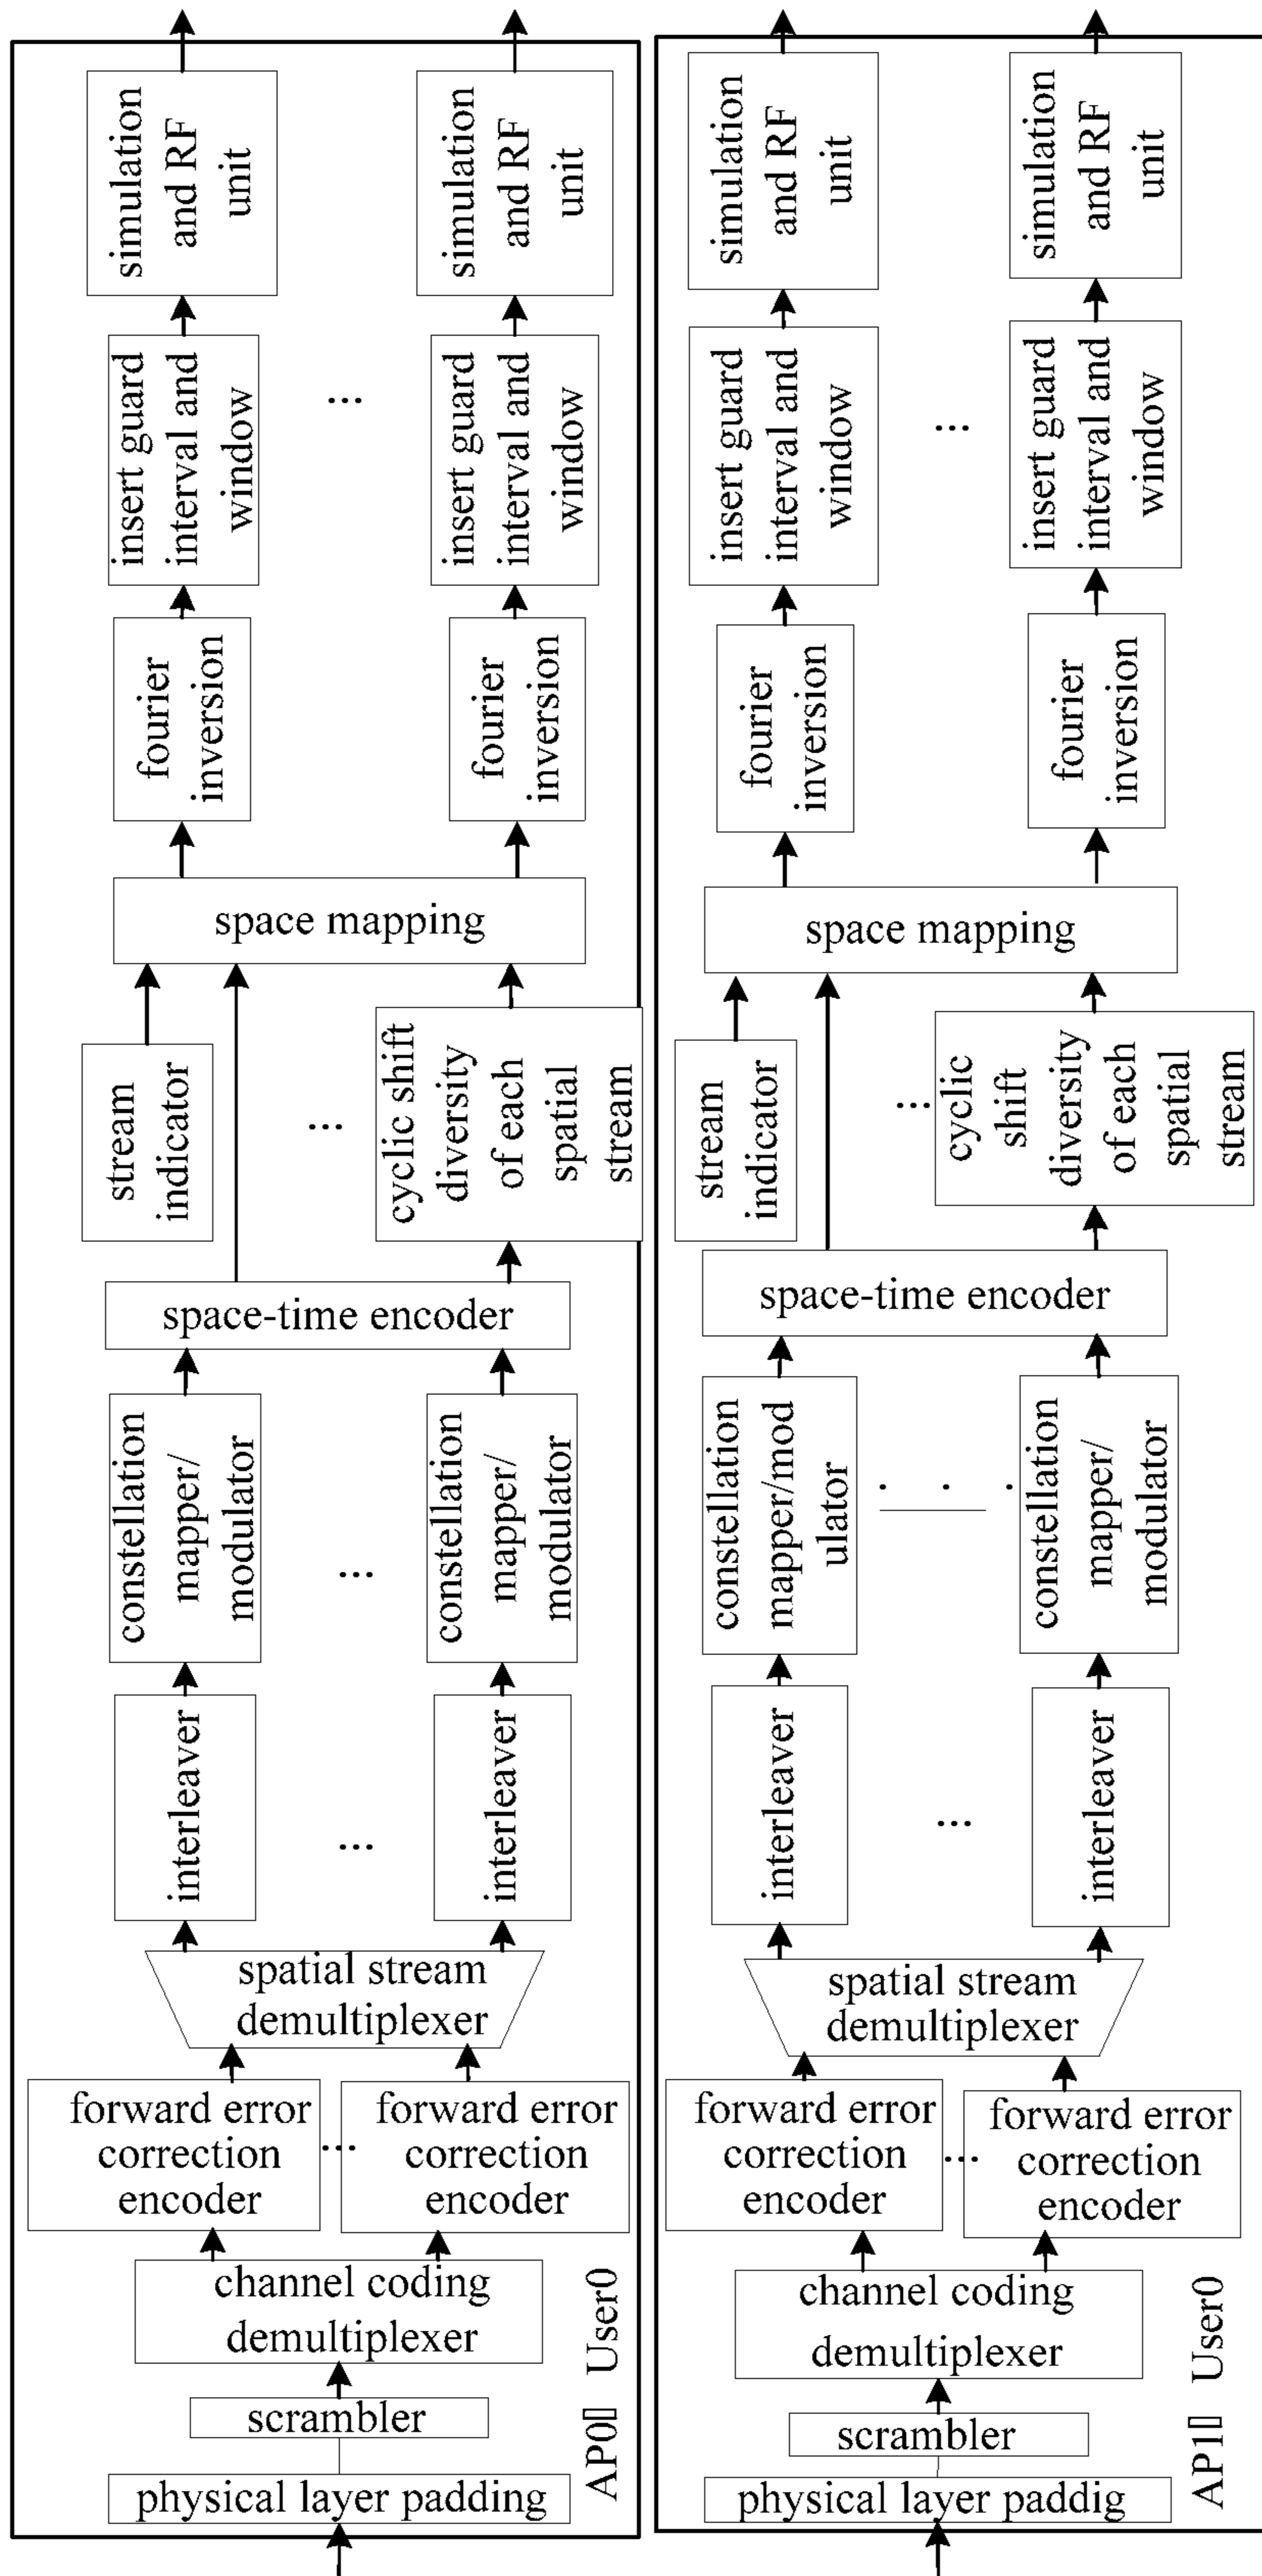 simulation
and RF
unit
simulation
and RF
unit
insert guard
interval and
window
...
insert guard
interval and
window
fourier
inversion
fourier
inversion
space mapping
stream
indicator
...
cyclic shift
diversity
of each
spatial
stream
space-time encoder
constellation
mapper/
modulator
...
constellation
mapper/
modulator
interleaver
...
interleaver
spatial stream
demultiplexer
forward error
correction
encoder
...
forward error
correction
encoder
channel coding
demultiplexer
scrambler
physical layer padding
AP0▯ User0
simulation
and RF
unit
simulation
and RF
unit
insert guard
interval and
window
...
insert guard
interval and
window
fourier
inversion
fourier
inversion
space mapping
stream
indicator
...
cyclic
shift
diversity
of each
spatial
stream
space-time encoder
constellation
mapper/mod
ulator
. . .
constellation
mapper/
modulator
interleaver
...
interleaver
spatial stream
demultiplexer
forward error
correction
encoder
...
forward error
correction
encoder
channel coding
demultiplexer
scrambler
physical layer paddig
AP1▯ User0